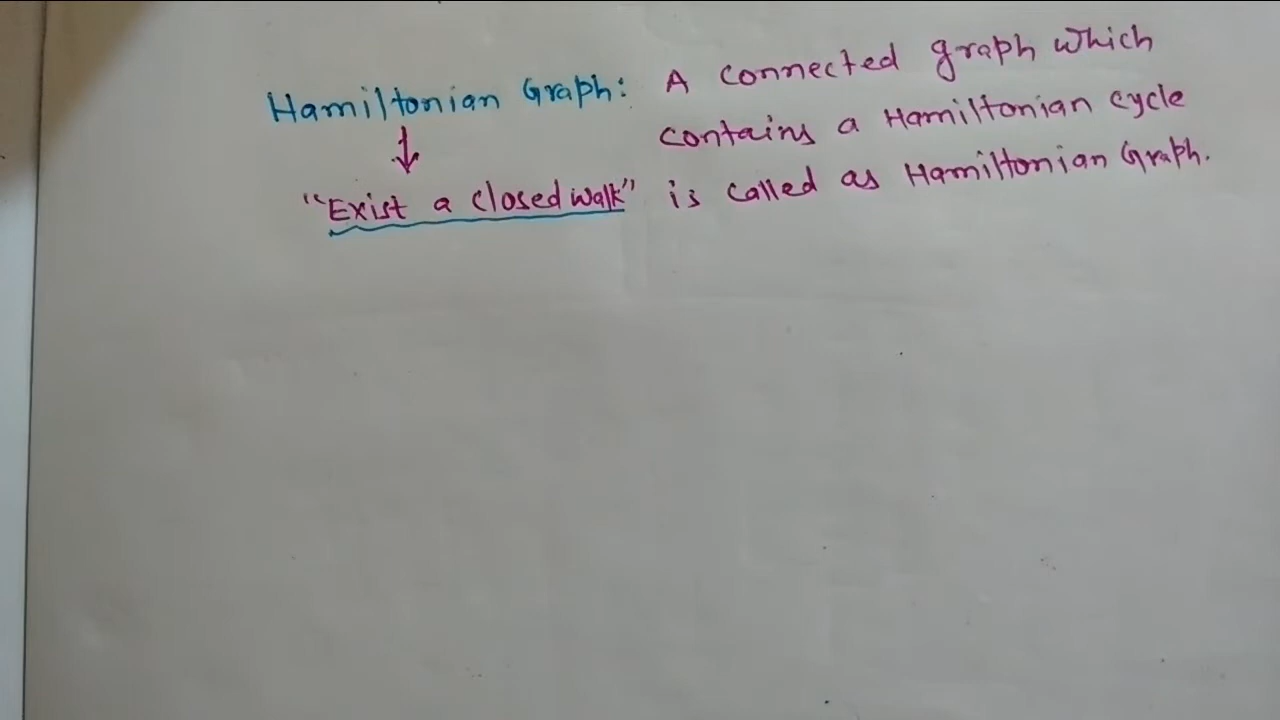 Hamiltonian Graph: A connected graph which
contains a Hamiltonian cycle
"Exist a closed walk" is called as Hamiltonian Graph.